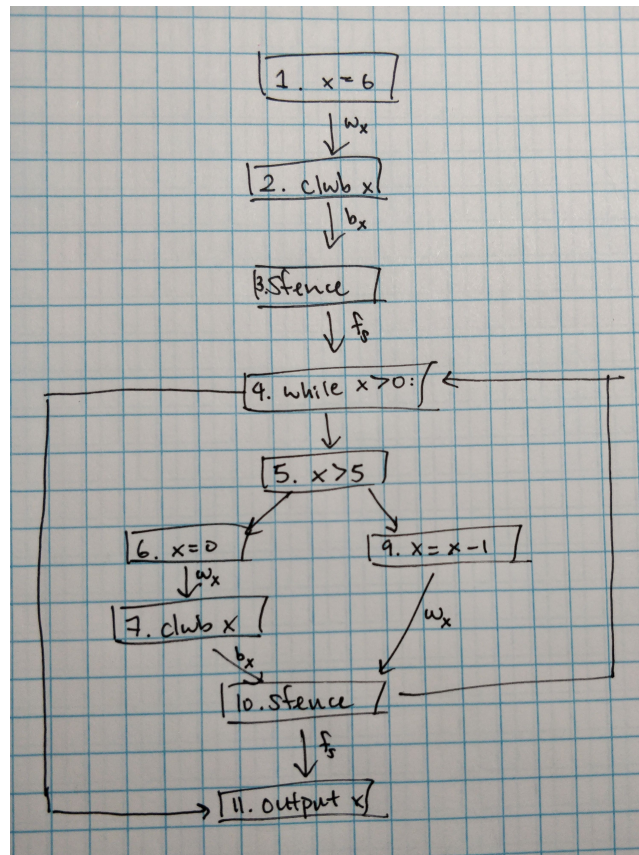 1. x = 6
wx
2. clwb x
bx
3. Sfence
fs
4. while x>0:
5. x>5
6. x=0
9. x=x-1
wx
7. clwb x
wx
bx
10. Sfence
fs
11. output x